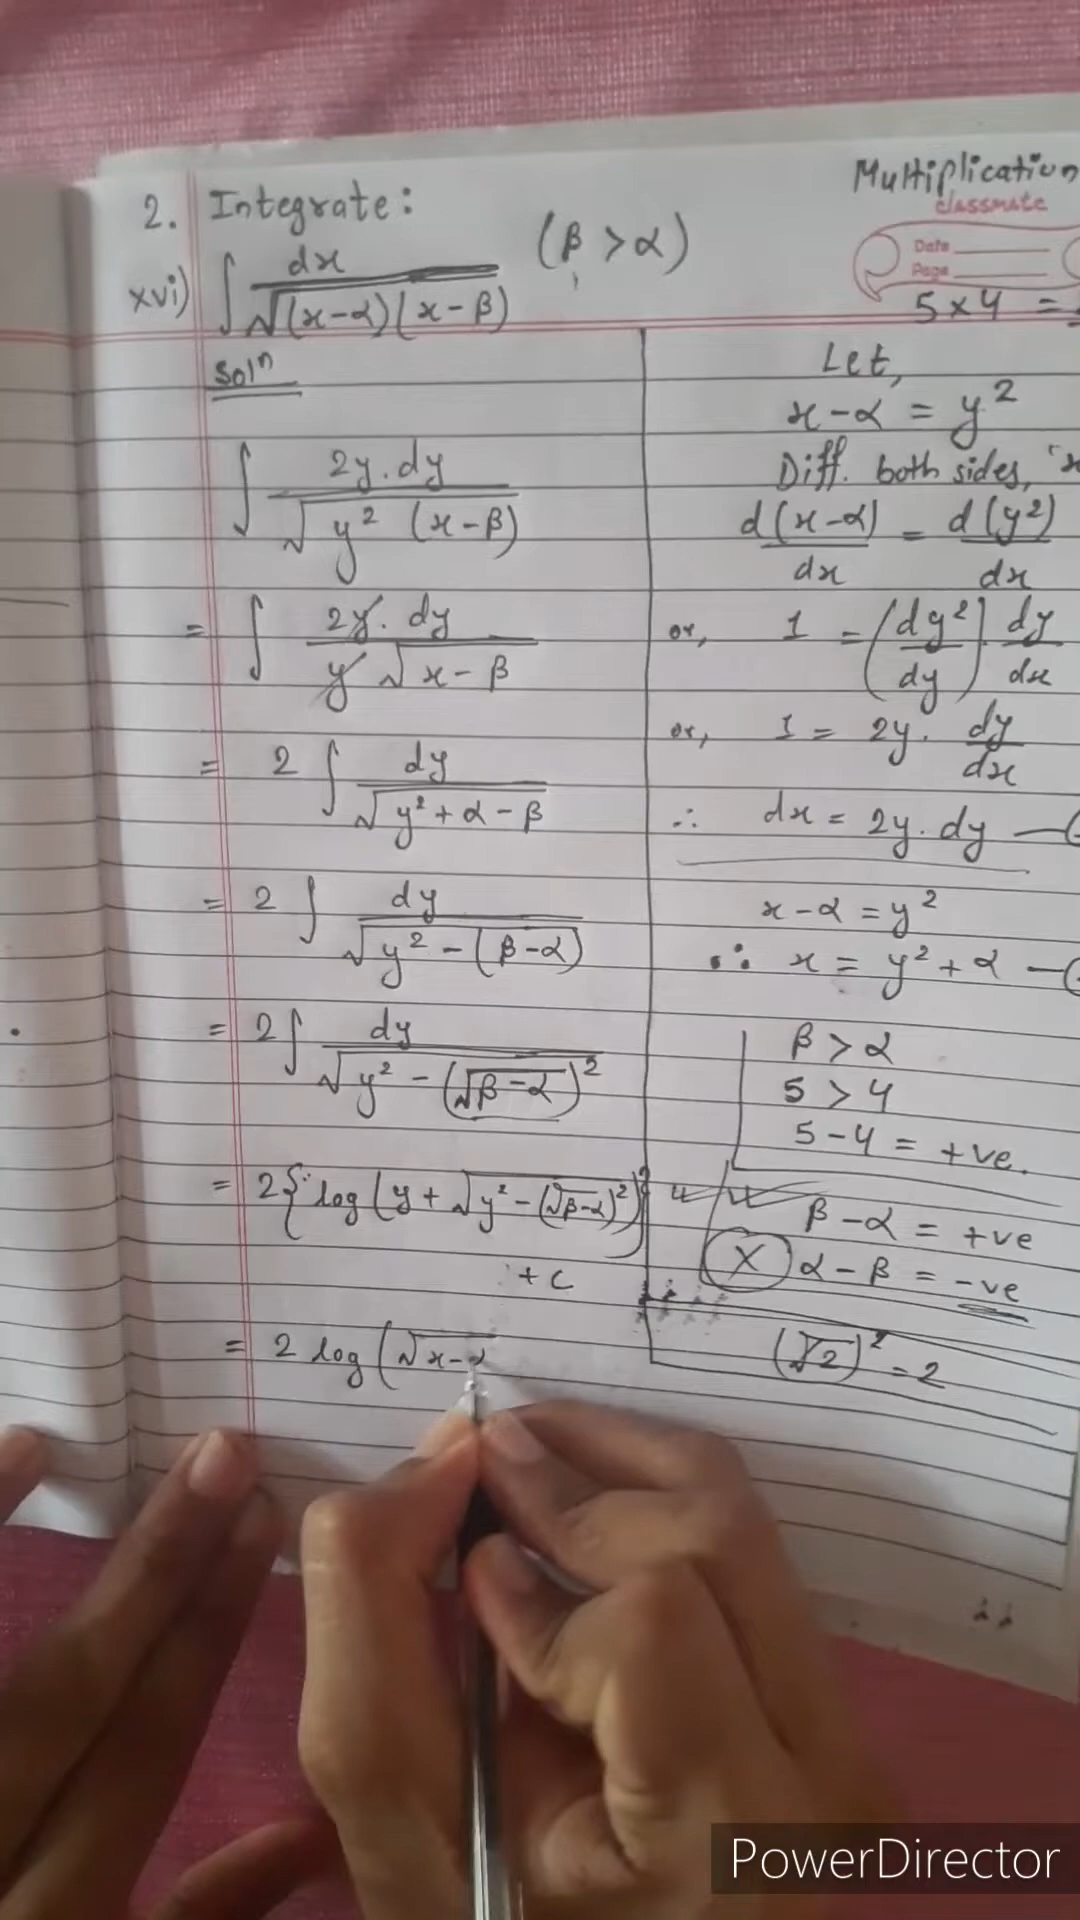 2. Integrate:
xvi) ∫ dx / √(x-α)(x-β) (β > α)
Multiplication
classmate
Date
Page
5 x 4 =
Solⁿ
∫ 2y.dy / √y² (x-β)
= ∫ 2y.dy / y √x-β
= 2 ∫ dy / √y²+α-β
= 2 ∫ dy / √y²-(β-α)
= 2∫ dy / √y²-(√β-α)²
= 2{log(y+√y²-(√β-α)²)}
+ c
= 2 log(√x-α
Let,
x-α = y²
Diff. both sides, 'x
d(x-α)/dx = d(y²)/dx
or, 1 = (dy²/dy) . dy/dx
or, 1 = 2y. dy/dx
∴ dx = 2y.dy —
x-α = y²
∴ x = y²+α —
β > α
5 > 4
5-4 = +ve.
β-α = +ve
X α-β = -ve
(√2)² = 2
PowerDirector